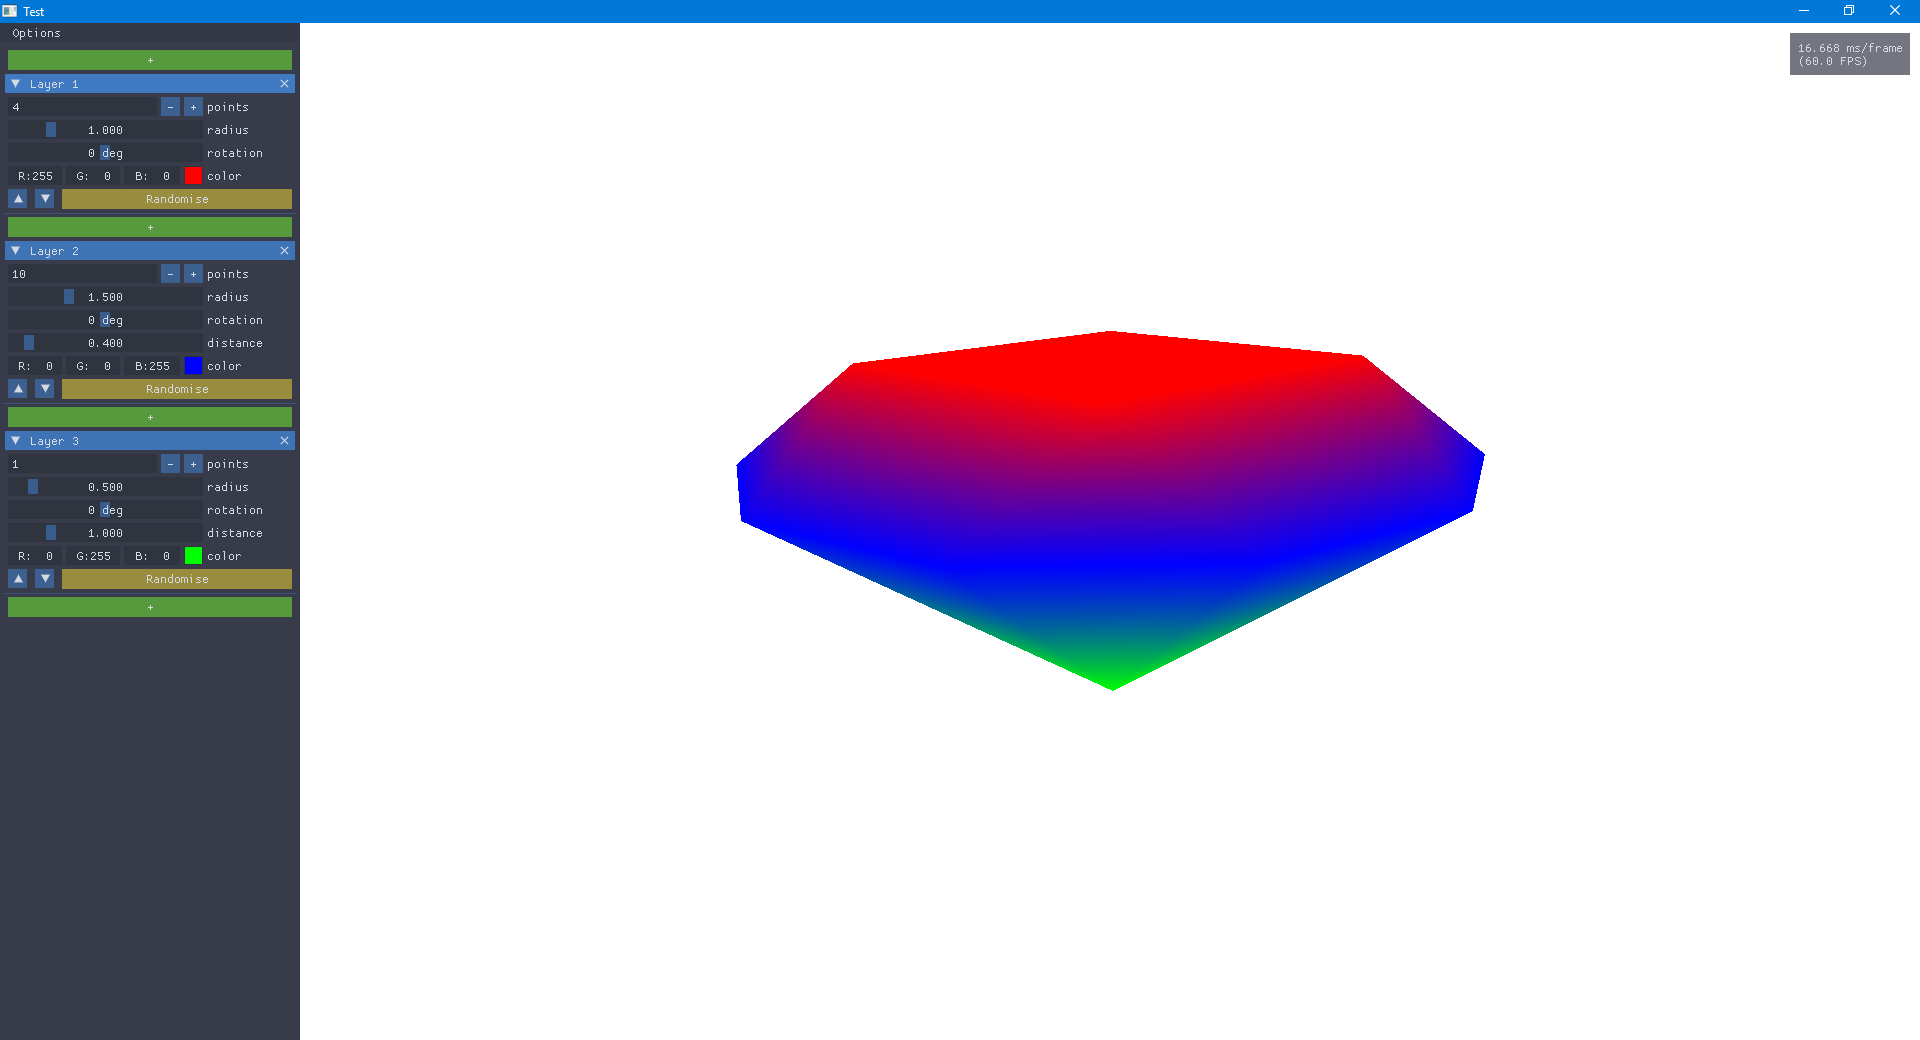 Test
Options
16.668 ms/frame
(60.0 FPS)
+
Layer 1
4 - + points
1.000 radius
0 deg rotation
R:255 G: 0 B: 0 color
Randomise
+
Layer 2
10 - + points
1.500 radius
0 deg rotation
0.400 distance
R: 0 G: 0 B:255 color
Randomise
+
Layer 3
1 - + points
0.500 radius
0 deg rotation
1.000 distance
R: 0 G:255 B: 0 color
Randomise
+